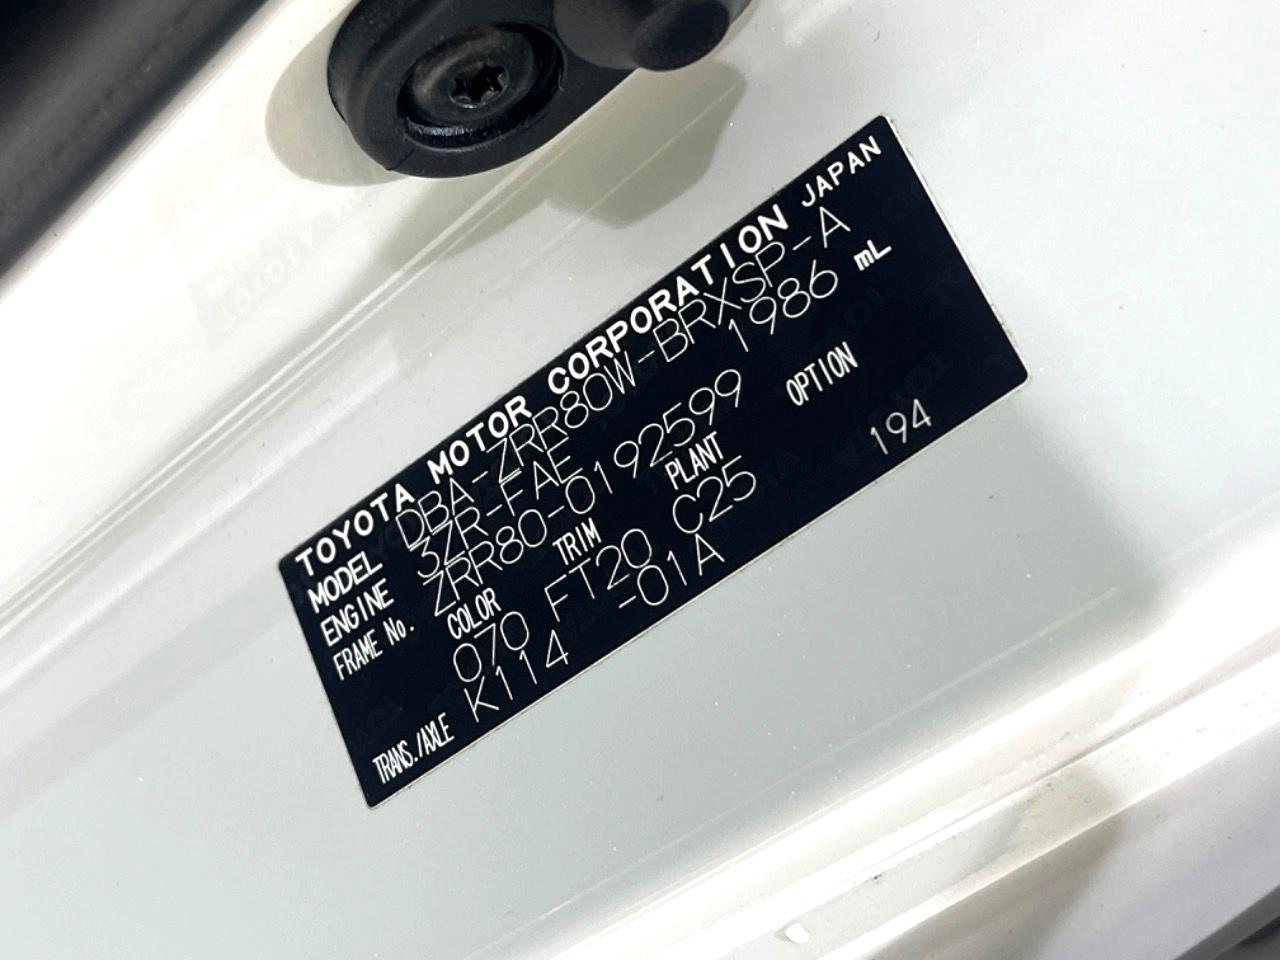 TOYOTA MOTOR CORPORATION JAPAN
MODEL DBA-ZRR80W-BRXSP-A
ENGINE 3ZR-FAE 1986 mL
FRAME No. ZRR80-0192599
COLOR TRIM PLANT OPTION
070 FT20 C25 194
TRANS./AXLE K114 -01A